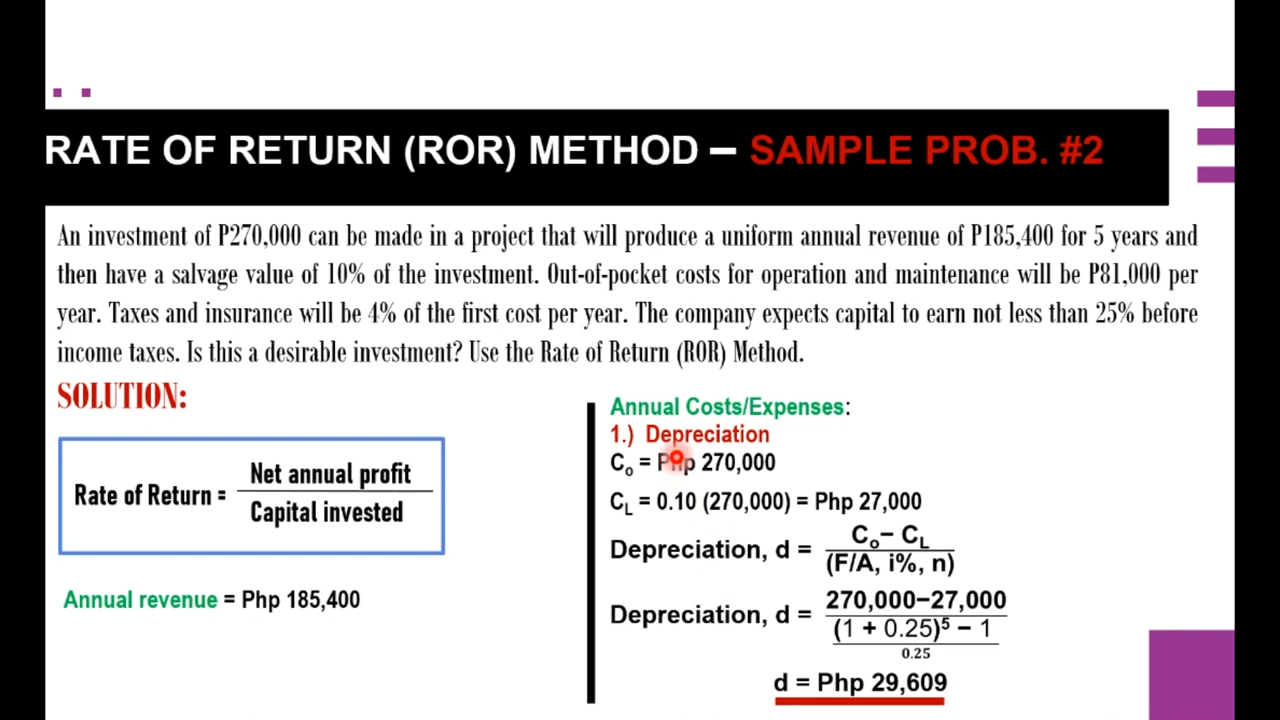 RATE OF RETURN (ROR) METHOD – SAMPLE PROB. #2
An investment of P270,000 can be made in a project that will produce a uniform annual revenue of P185,400 for 5 years and
then have a salvage value of 10% of the investment. Out-of-pocket costs for operation and maintenance will be P81,000 per
year. Taxes and insurance will be 4% of the first cost per year. The company expects capital to earn not less than 25% before
income taxes. Is this a desirable investment? Use the Rate of Return (ROR) Method.
SOLUTION:
Rate of Return = Net annual profit / Capital invested
Annual revenue = Php 185,400
Annual Costs/Expenses:
1.) Depreciation
Cₒ = Php 270,000
C_L = 0.10 (270,000) = Php 27,000
Depreciation, d = Cₒ– C_L / (F/A, i%, n)
Depreciation, d = 270,000–27,000 / (1 + 0.25)⁵ – 1 / 0.25
d = Php 29,609